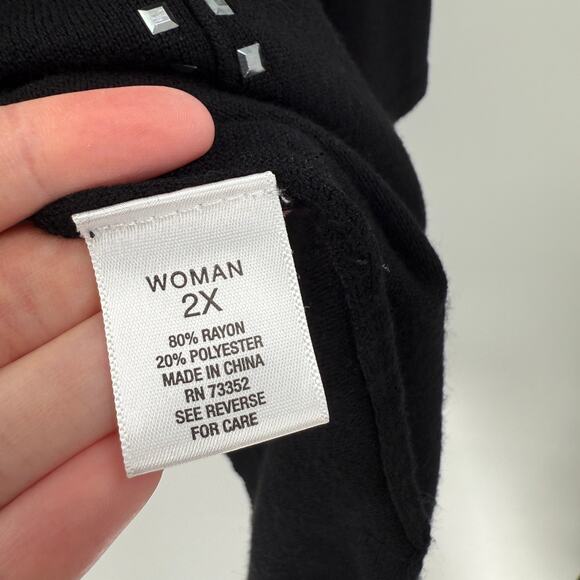 WOMAN
2X
80% RAYON
20% POLYESTER
MADE IN CHINA
RN 73352
SEE REVERSE
FOR CARE